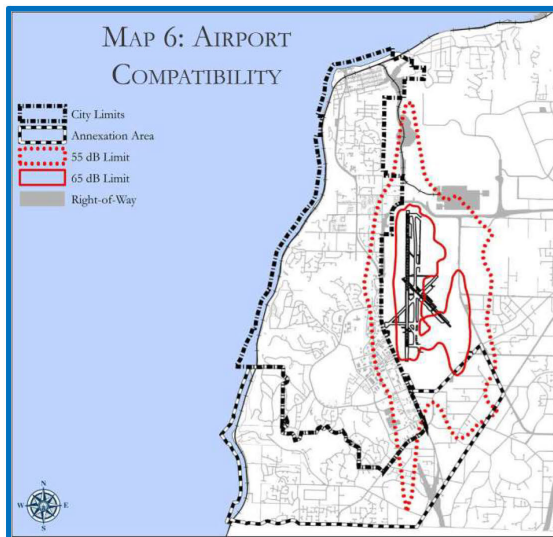 MAP 6: AIRPORT
COMPATIBILITY
City Limits
Annexation Area
55 dB Limit
65 dB Limit
Right-of-Way
N
W
E
S